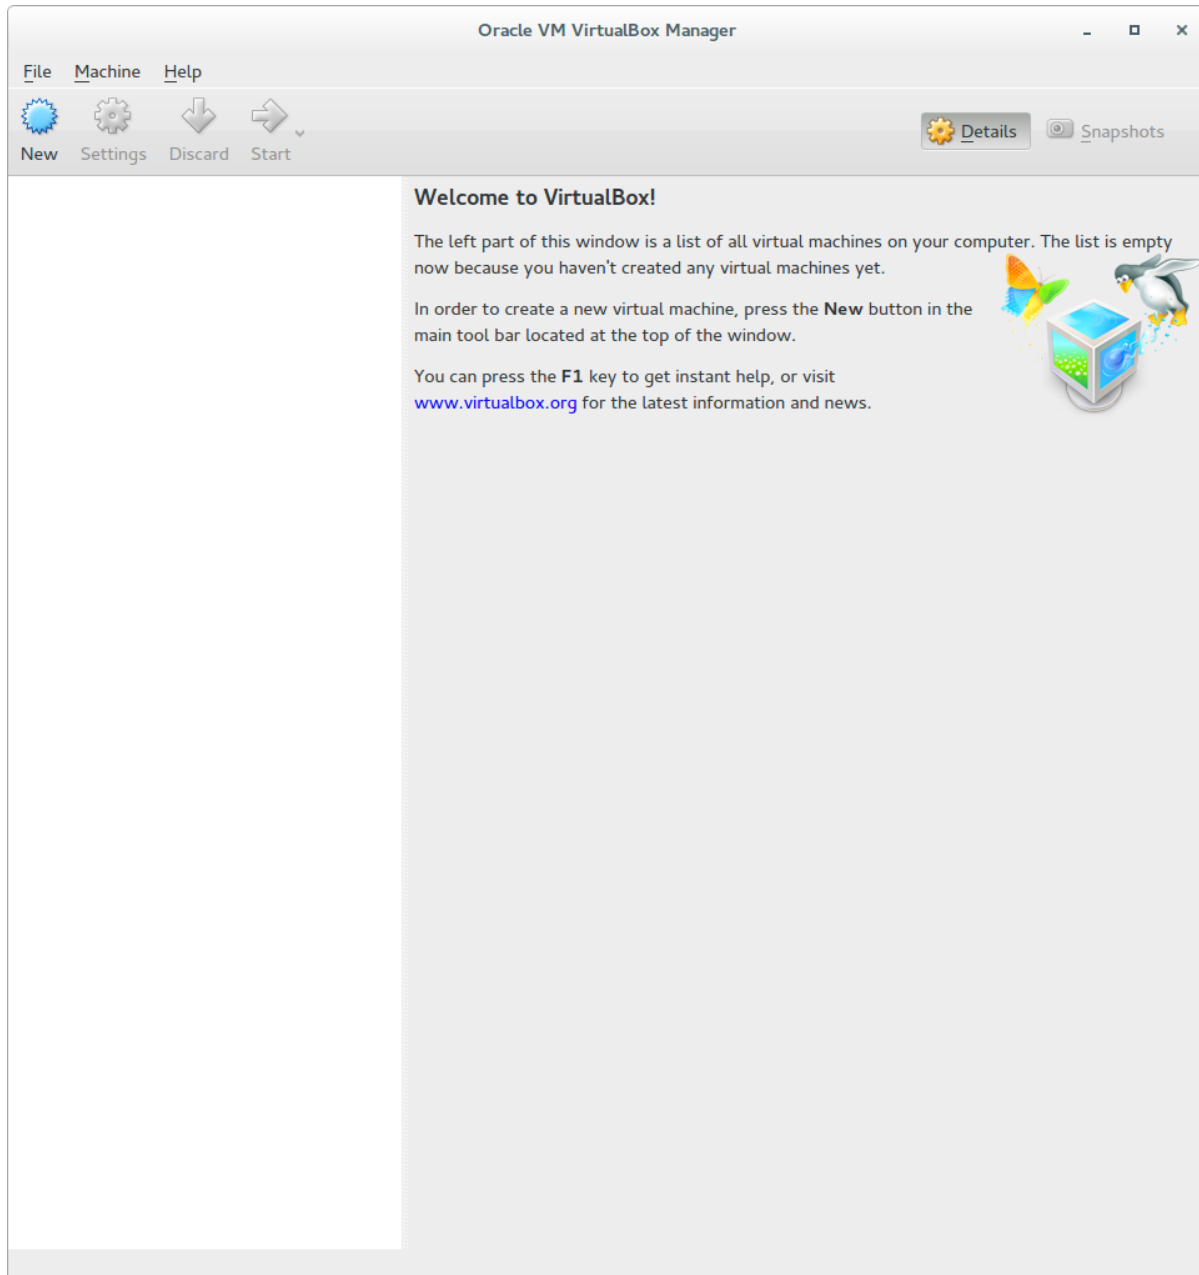 Oracle VM VirtualBox Manager
File Machine Help
New Settings Discard Start
Details Snapshots
Welcome to VirtualBox!
The left part of this window is a list of all virtual machines on your computer. The list is empty
now because you haven't created any virtual machines yet.
In order to create a new virtual machine, press the New button in the
main tool bar located at the top of the window.
You can press the F1 key to get instant help, or visit
www.virtualbox.org for the latest information and news.